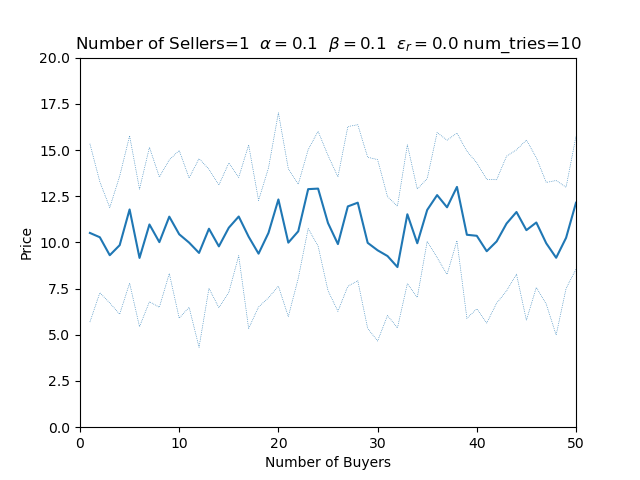 Number of Sellers=1 α = 0.1 β = 0.1 εr = 0.0 num_tries=10
20.0
17.5
15.0
12.5
10.0
7.5
5.0
2.5
0.0
Price
0 10 20 30 40 50
Number of Buyers